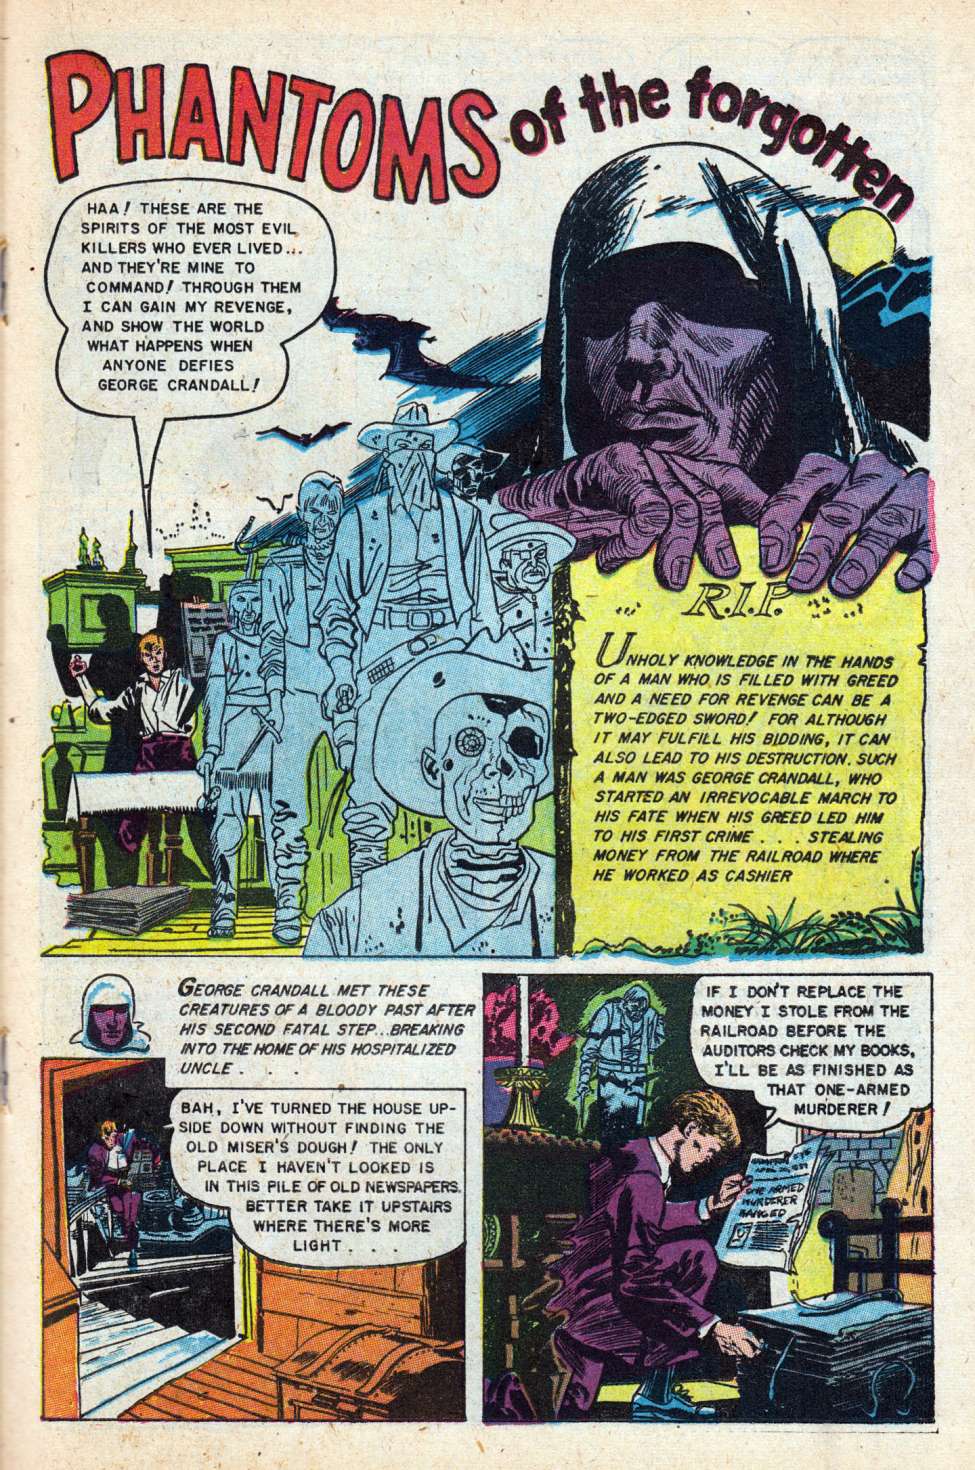 PHANTOMS of the forgotten
HAA! THESE ARE THE
SPIRITS OF THE MOST EVIL
KILLERS WHO EVER LIVED...
AND THEY'RE MINE TO
COMMAND! THROUGH THEM
I CAN GAIN MY REVENGE,
AND SHOW THE WORLD
WHAT HAPPENS WHEN
ANYONE DEFIES
GEORGE CRANDALL!
R.I.P.
UNHOLY KNOWLEDGE IN THE HANDS
OF A MAN WHO IS FILLED WITH GREED
AND A NEED FOR REVENGE CAN BE A
TWO-EDGED SWORD! FOR ALTHOUGH
IT MAY FULFILL HIS BIDDING, IT CAN
ALSO LEAD TO HIS DESTRUCTION. SUCH
A MAN WAS GEORGE CRANDALL, WHO
STARTED AN IRREVOCABLE MARCH TO
HIS FATE WHEN HIS GREED LED HIM
TO HIS FIRST CRIME . . . STEALING
MONEY FROM THE RAILROAD WHERE
HE WORKED AS CASHIER
GEORGE CRANDALL MET THESE
CREATURES OF A BLOODY PAST AFTER
HIS SECOND FATAL STEP...BREAKING
INTO THE HOME OF HIS HOSPITALIZED
UNCLE . . .
BAH, I'VE TURNED THE HOUSE UP-
SIDE DOWN WITHOUT FINDING THE
OLD MISER'S DOUGH! THE ONLY
PLACE I HAVEN'T LOOKED IS
IN THIS PILE OF OLD NEWSPAPERS.
BETTER TAKE IT UPSTAIRS
WHERE THERE'S MORE
LIGHT . . .
IF I DON'T REPLACE THE
MONEY I STOLE FROM THE
RAILROAD BEFORE THE
AUDITORS CHECK MY BOOKS,
I'LL BE AS FINISHED AS
THAT ONE-ARMED
MURDERER!
ONE ARMED
MURDERER
HANGED